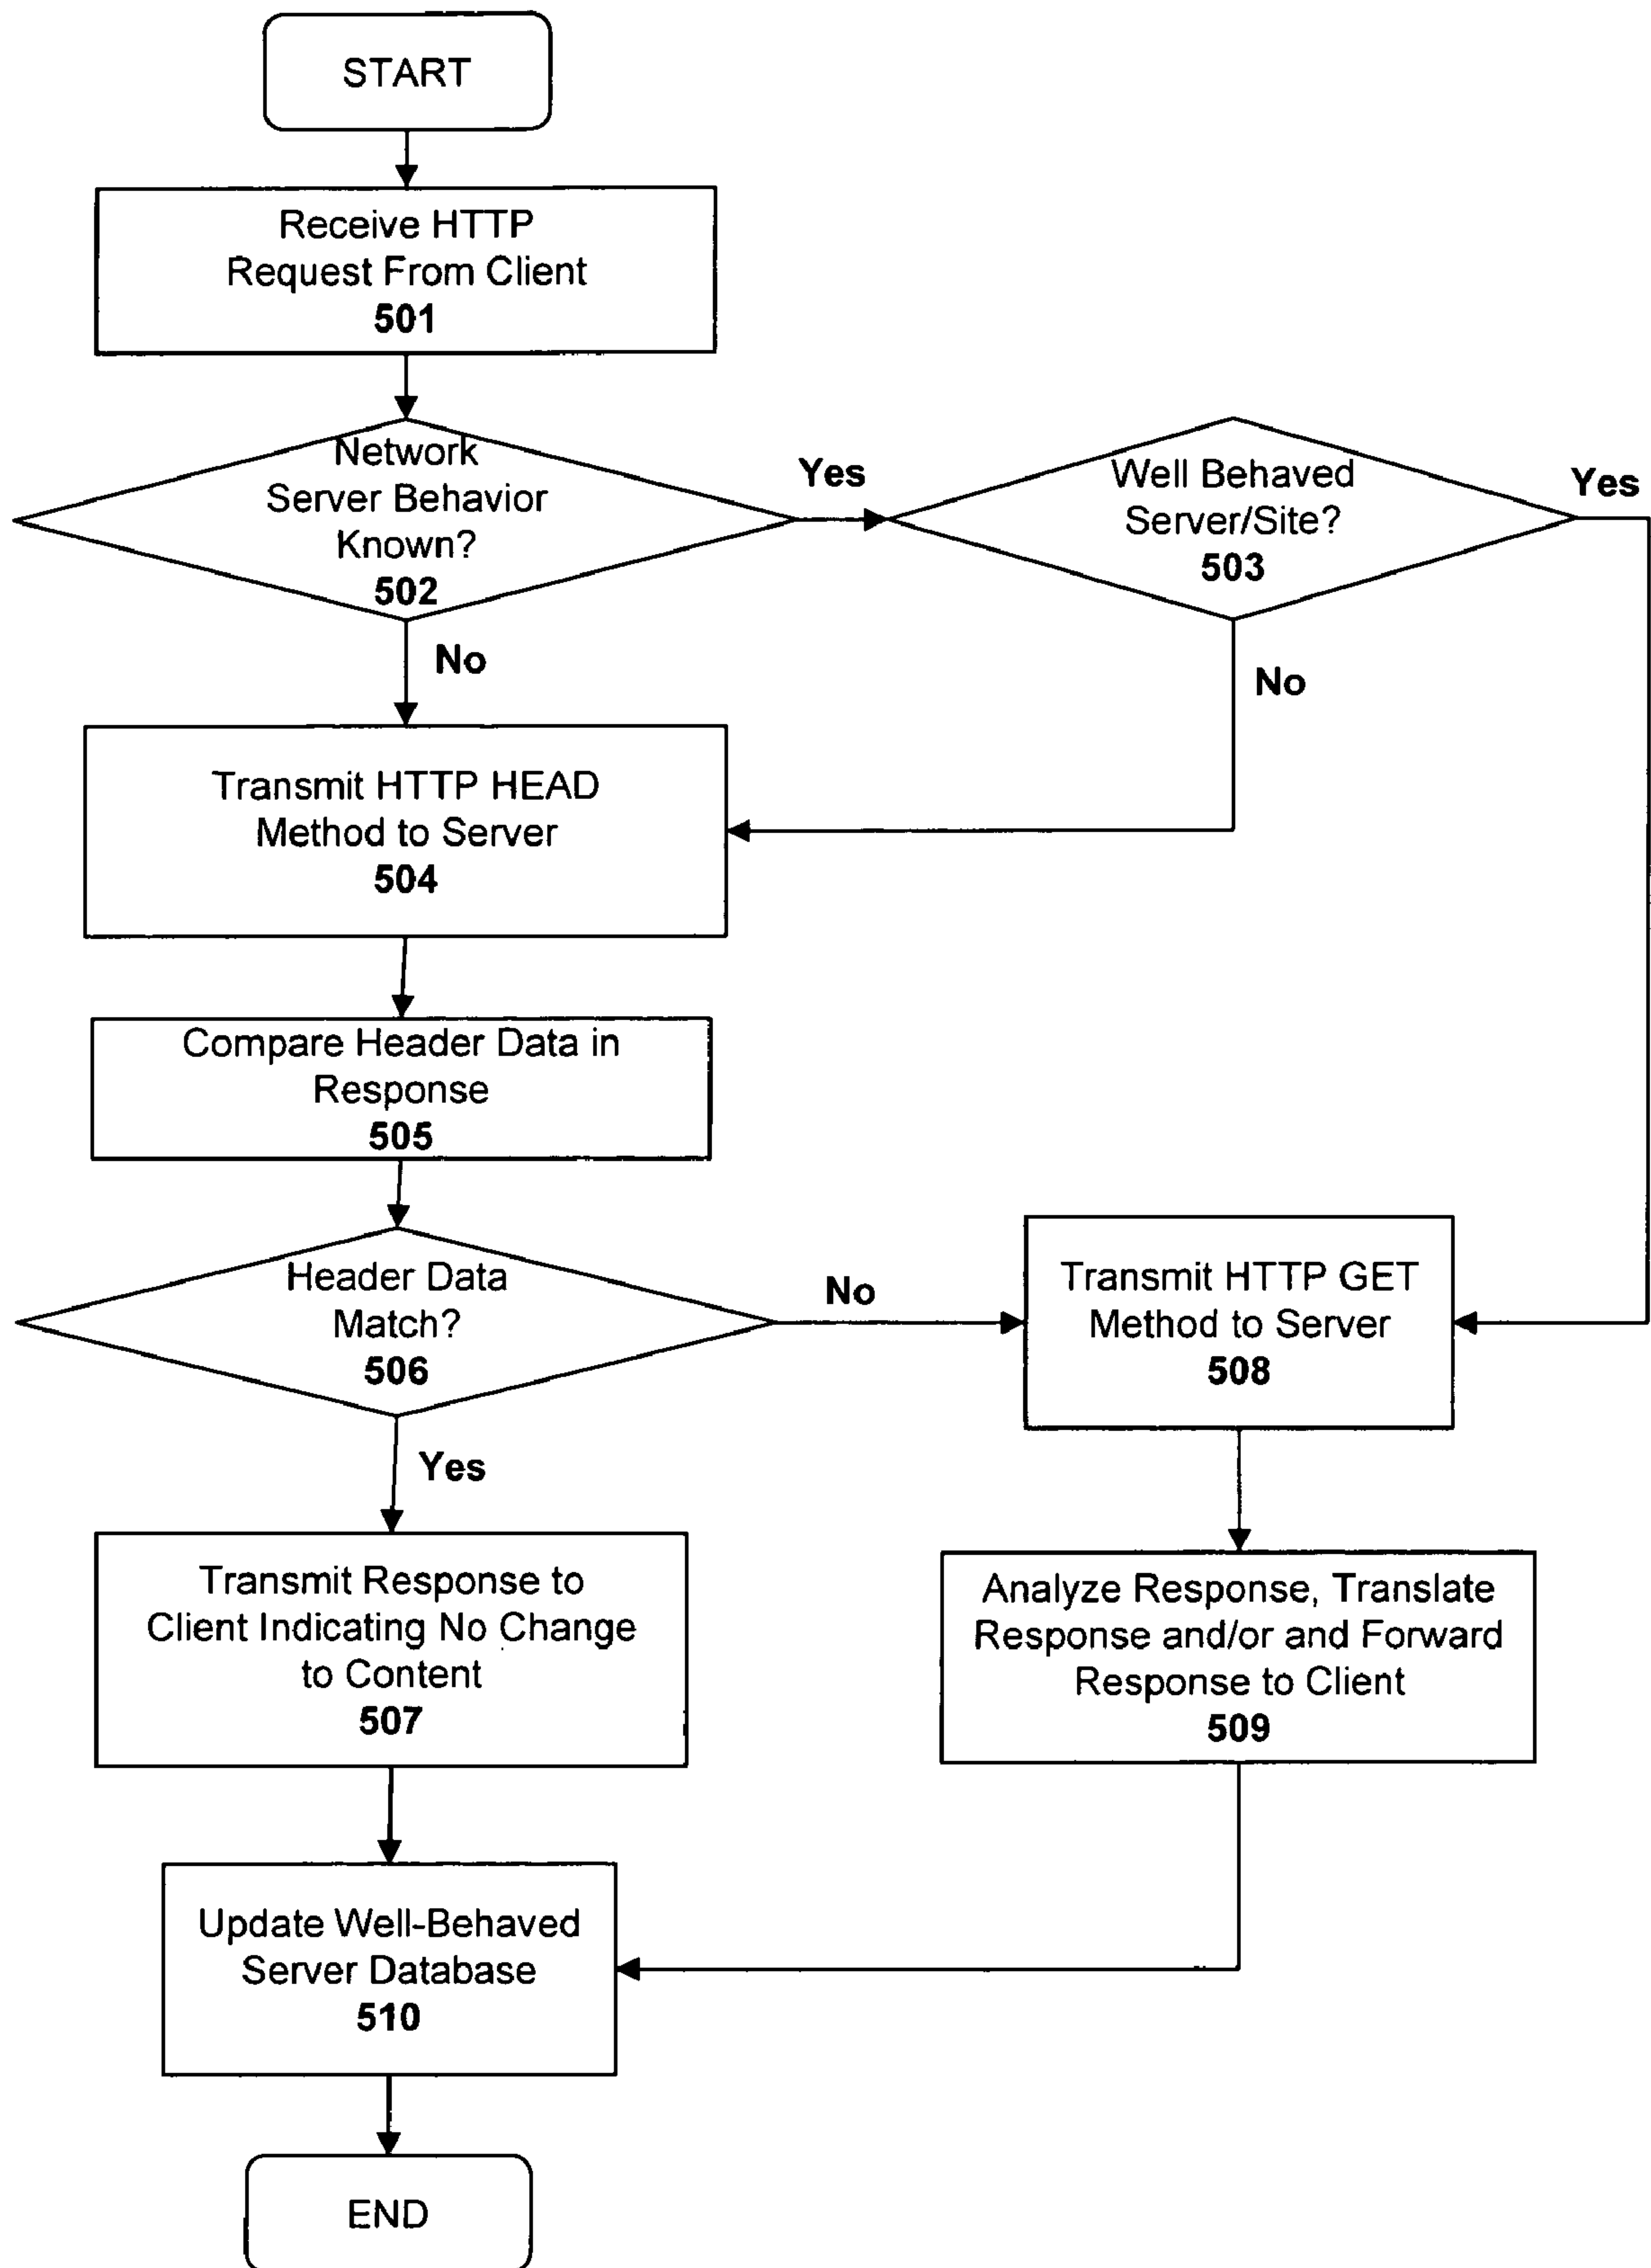 START
Receive HTTP
Request From Client
501
Network
Server Behavior
Known?
502
Yes
Well Behaved
Server/Site?
503
Yes
No
No
Transmit HTTP HEAD
Method to Server
504
Compare Header Data in
Response
505
Header Data
Match?
506
No
Transmit HTTP GET
Method to Server
508
Yes
Transmit Response to
Client Indicating No Change
to Content
507
Analyze Response, Translate
Response and/or and Forward
Response to Client
509
Update Well-Behaved
Server Database
510
END